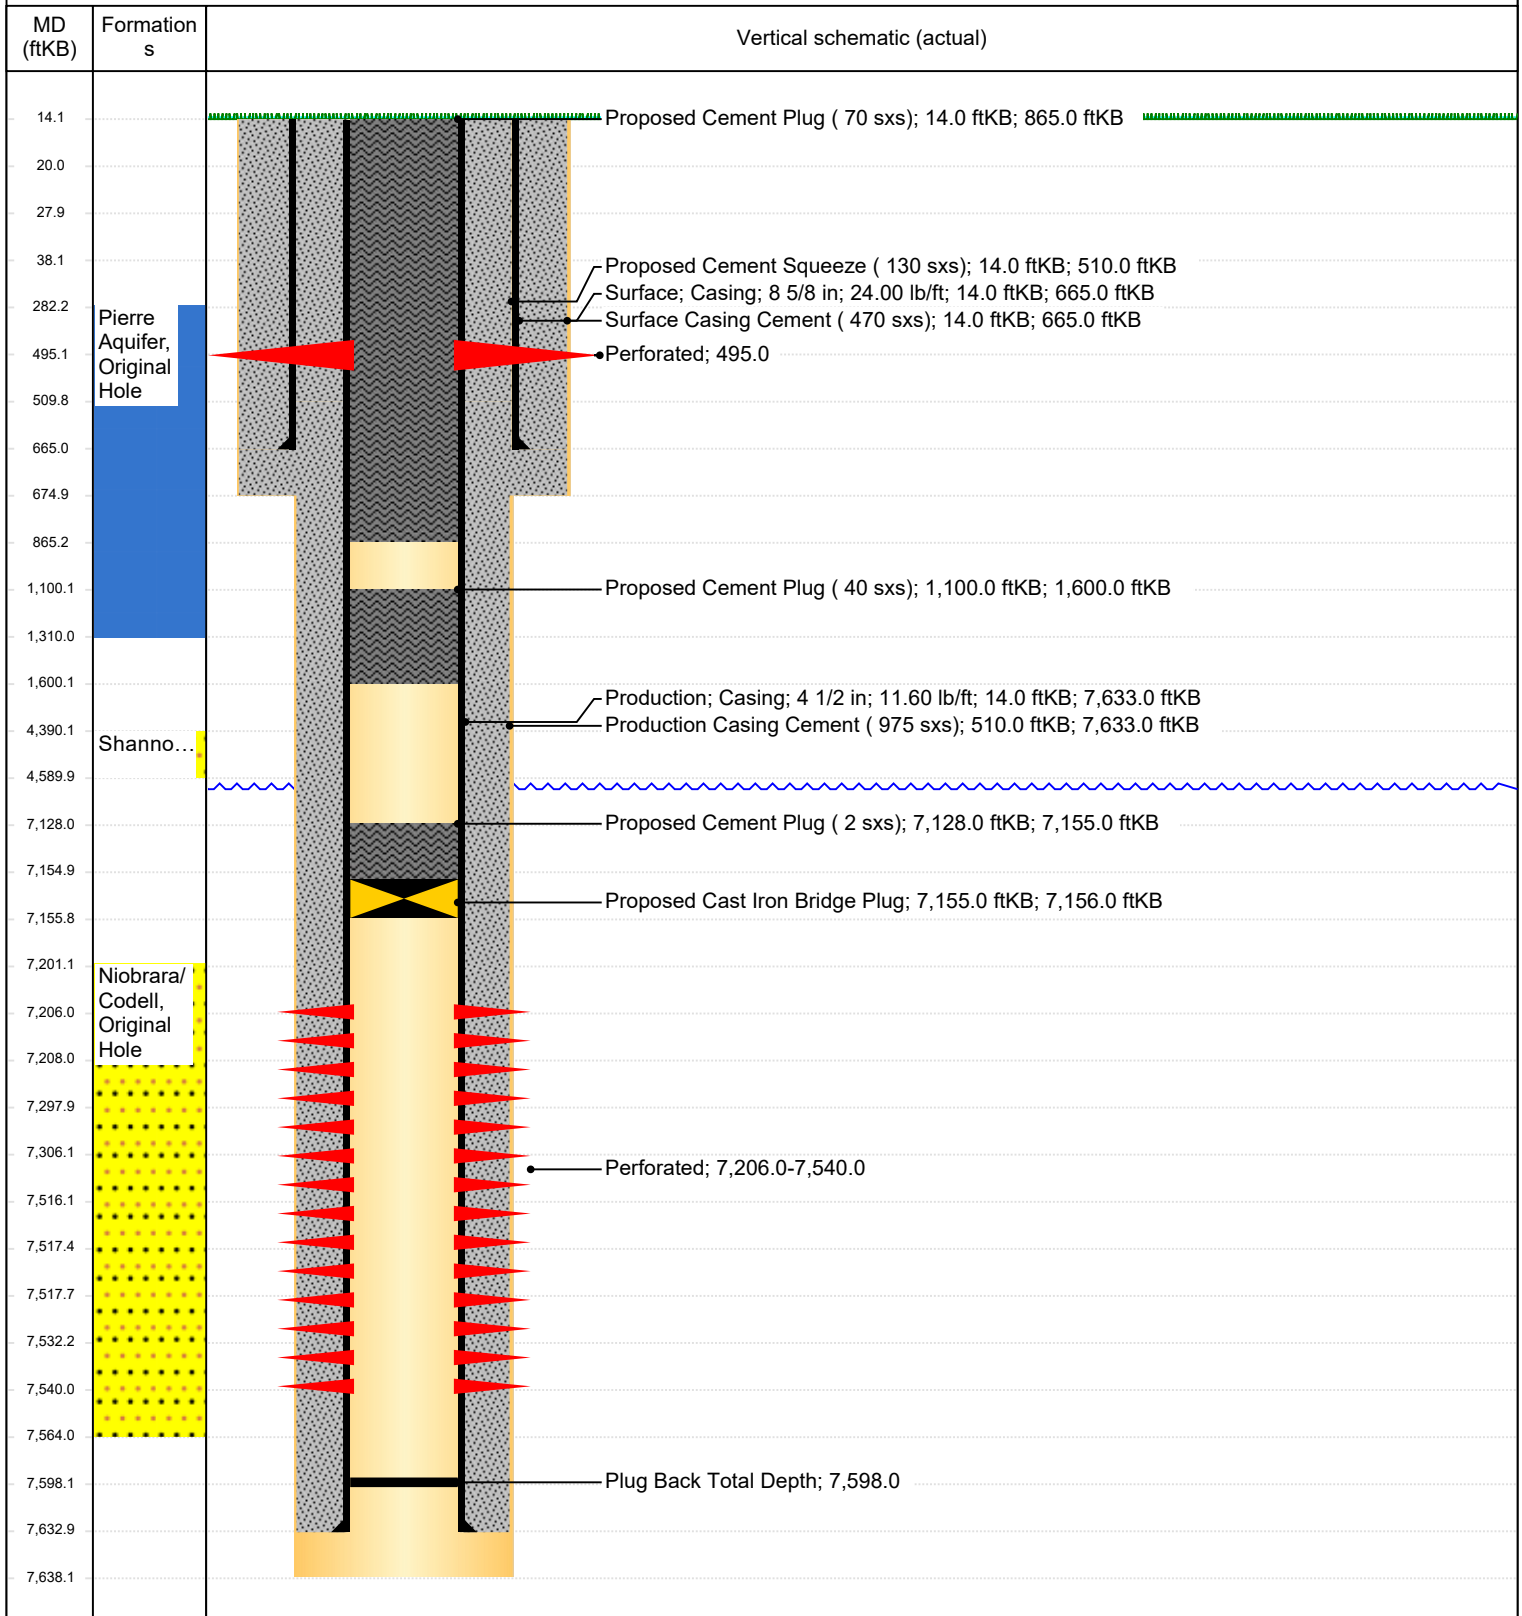 MD
(ftKB)
Formation
s
Vertical schematic (actual)
14.1
Proposed Cement Plug ( 70 sxs); 14.0 ftKB; 865.0 ftKB
20.0
27.9
38.1
Proposed Cement Squeeze ( 130 sxs); 14.0 ftKB; 510.0 ftKB
Surface; Casing; 8 5/8 in; 24.00 lb/ft; 14.0 ftKB; 665.0 ftKB
282.2
Pierre
Aquifer,
Original
Hole
Surface Casing Cement ( 470 sxs); 14.0 ftKB; 665.0 ftKB
495.1
Perforated; 495.0
509.8
665.0
674.9
865.2
1,100.1
Proposed Cement Plug ( 40 sxs); 1,100.0 ftKB; 1,600.0 ftKB
1,310.0
1,600.1
Production; Casing; 4 1/2 in; 11.60 lb/ft; 14.0 ftKB; 7,633.0 ftKB
Production Casing Cement ( 975 sxs); 510.0 ftKB; 7,633.0 ftKB
4,390.1
Shanno…
4,589.9
7,128.0
Proposed Cement Plug ( 2 sxs); 7,128.0 ftKB; 7,155.0 ftKB
7,154.9
Proposed Cast Iron Bridge Plug; 7,155.0 ftKB; 7,156.0 ftKB
7,155.8
7,201.1
Niobrara/
Codell,
Original
Hole
7,206.0
7,208.0
7,297.9
7,306.1
Perforated; 7,206.0-7,540.0
7,516.1
7,517.4
7,517.7
7,532.2
7,540.0
7,564.0
7,598.1
Plug Back Total Depth; 7,598.0
7,632.9
7,638.1